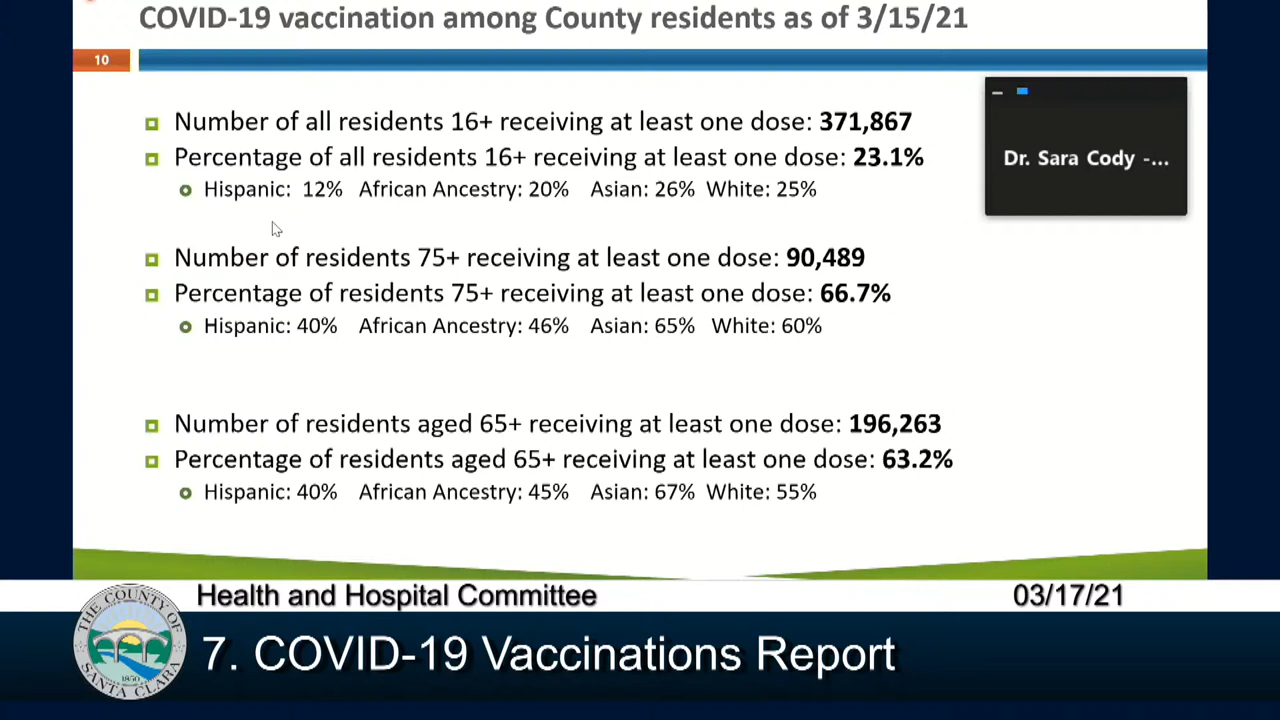 COVID-19 vaccination among County residents as of 3/15/21
10
Number of all residents 16+ receiving at least one dose: 371,867
Percentage of all residents 16+ receiving at least one dose: 23.1%
Hispanic: 12% African Ancestry: 20% Asian: 26% White: 25%
Dr. Sara Cody -...
Number of residents 75+ receiving at least one dose: 90,489
Percentage of residents 75+ receiving at least one dose: 66.7%
Hispanic: 40% African Ancestry: 46% Asian: 65% White: 60%
Number of residents aged 65+ receiving at least one dose: 196,263
Percentage of residents aged 65+ receiving at least one dose: 63.2%
Hispanic: 40% African Ancestry: 45% Asian: 67% White: 55%
Health and Hospital Committee 03/17/21
THE COUNTY OF
SANTA CLARA
1850
7. COVID-19 Vaccinations Report